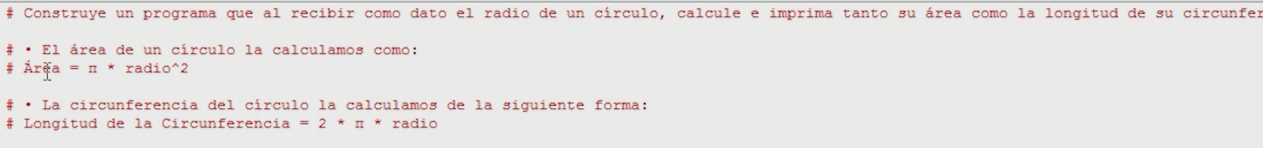 # Construye un programa que al recibir como dato el radio de un círculo, calcule e imprima tanto su área como la longitud de su circunfer
# • El área de un círculo la calculamos como:
# Área = π * radio^2
# • La circunferencia del círculo la calculamos de la siguiente forma:
# Longitud de la Circunferencia = 2 * π * radio